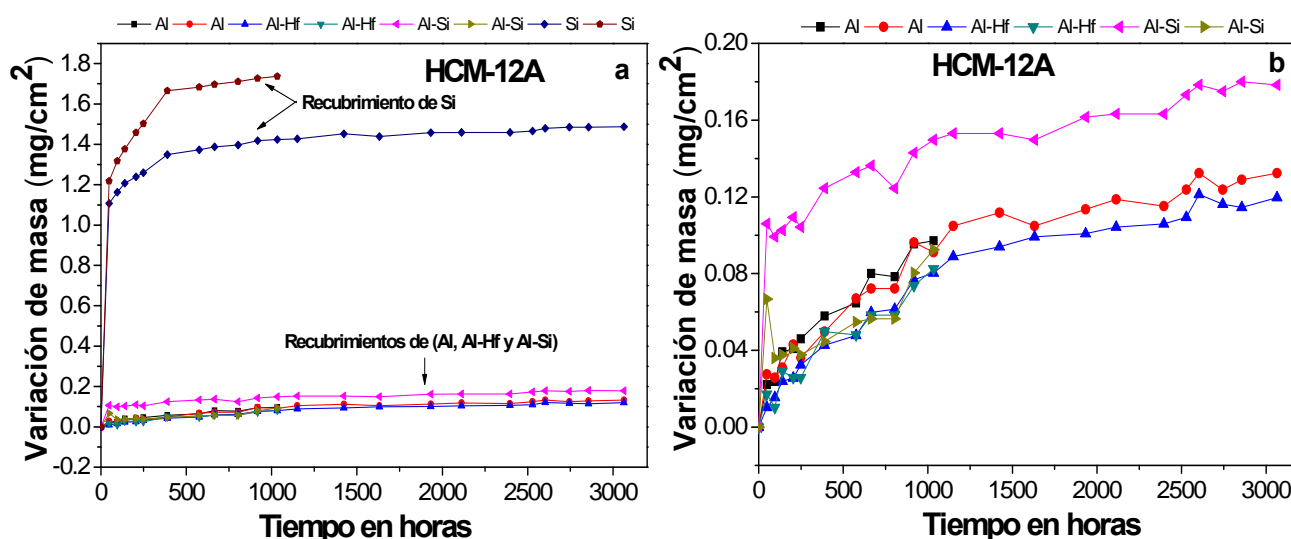 Al Al Al-Hf Al-Hf Al-Si Al-Si Si Si
HCM-12A
a
Recubrimiento de Si
Recubrimientos de (Al, Al-Hf y Al-Si)
Variación de masa (mg/cm²)
1.8
1.6
1.4
1.2
1.0
0.8
0.6
0.4
0.2
0.0
-0.2
0 500 1000 1500 2000 2500 3000
Tiempo en horas
Al Al Al-Hf Al-Hf Al-Si Al-Si
HCM-12A
b
Variación de masa (mg/cm²)
0.20
0.16
0.12
0.08
0.04
0.00
0 500 1000 1500 2000 2500 3000
Tiempo en horas